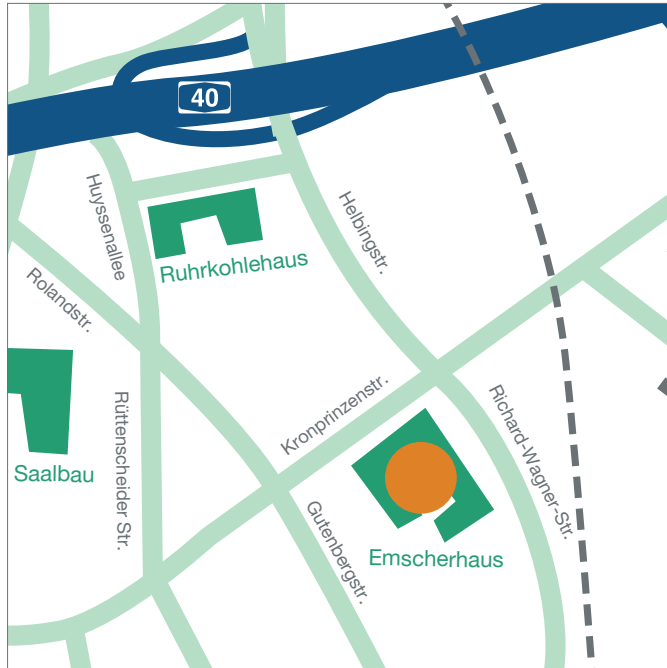 40
Huyssenallee
Helbingstr.
Ruhrkohlehaus
Rolandstr.
Kronprinzenstr.
Rüttenscheider Str.
Richard-Wagner-Str.
Saalbau
Gutenbergstr.
Emscherhaus